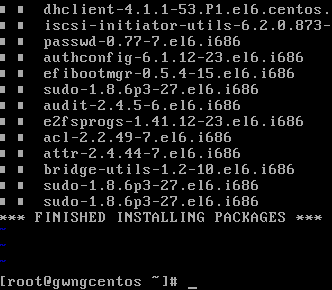 dhclient-4.1.1-53.P1.el6.centos.
iscsi-initiator-utils-6.2.0.873-
passwd-0.77-7.el6.i686
authconfig-6.1.12-23.el6.i686
efibootmgr-0.5.4-15.el6.i686
sudo-1.8.6p3-27.el6.i686
audit-2.4.5-6.el6.i686
e2fsprogs-1.41.12-23.el6.i686
acl-2.2.49-7.el6.i686
attr-2.4.44-7.el6.i686
bridge-utils-1.2-10.el6.i686
sudo-1.8.6p3-27.el6.i686
sudo-1.8.6p3-27.el6.i686
*** FINISHED INSTALLING PACKAGES ***
~
~
~
[root@gwngcentos ~]# _